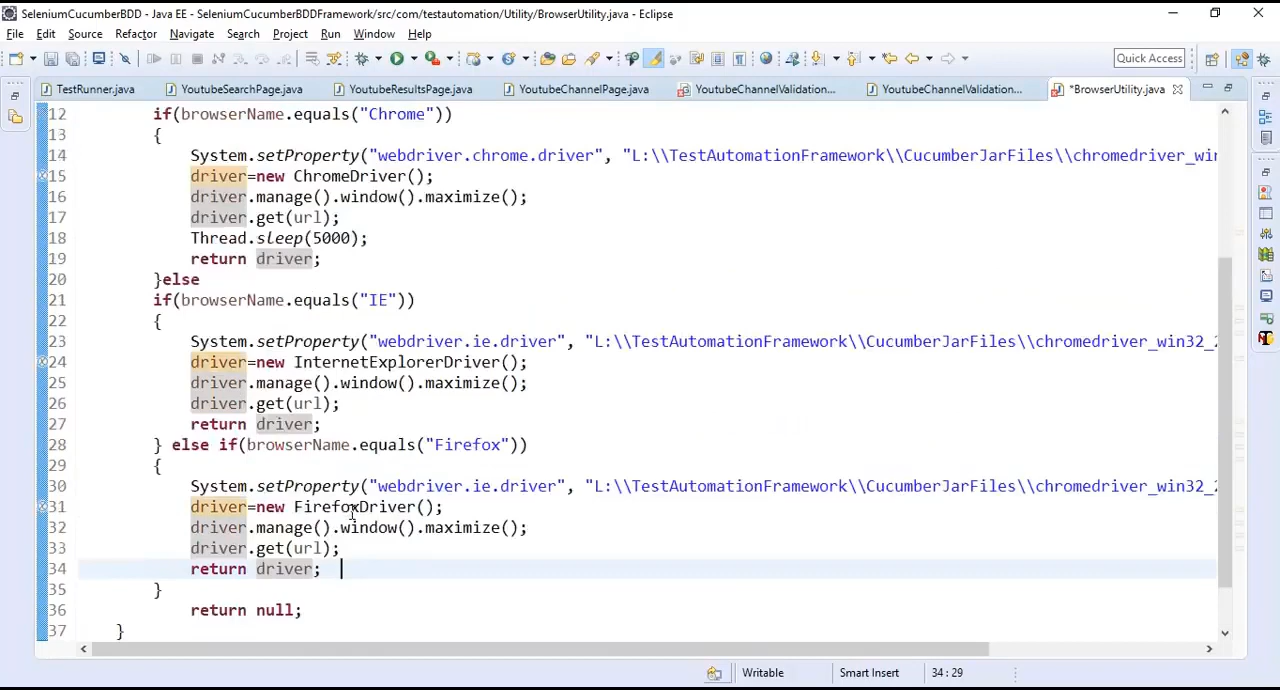 SeleniumCucumberBDD - Java EE - SeleniumCucumberBDDFramework/src/com/testautomation/Utility/BrowserUtility.java - Eclipse
File Edit Source Refactor Navigate Search Project Run Window Help
Quick Access
TestRunner.java YoutubeSearchPage.java YoutubeResultsPage.java YoutubeChannelPage.java YoutubeChannelValidation... YoutubeChannelValidation... *BrowserUtility.java
12 if(browserName.equals("Chrome"))
13 {
14 System.setProperty("webdriver.chrome.driver", "L:\\TestAutomationFramework\\CucumberJarFiles\\chromedriver_win
15 driver=new ChromeDriver();
16 driver.manage().window().maximize();
17 driver.get(url);
18 Thread.sleep(5000);
19 return driver;
20 }else
21 if(browserName.equals("IE"))
22 {
23 System.setProperty("webdriver.ie.driver", "L:\\TestAutomationFramework\\CucumberJarFiles\\chromedriver_win32_
24 driver=new InternetExplorerDriver();
25 driver.manage().window().maximize();
26 driver.get(url);
27 return driver;
28 } else if(browserName.equals("Firefox"))
29 {
30 System.setProperty("webdriver.ie.driver", "L:\\TestAutomationFramework\\CucumberJarFiles\\chromedriver_win32_
31 driver=new FirefoxDriver();
32 driver.manage().window().maximize();
33 driver.get(url);
34 return driver;
35 }
36 return null;
37 }
Writable Smart Insert 34 : 29